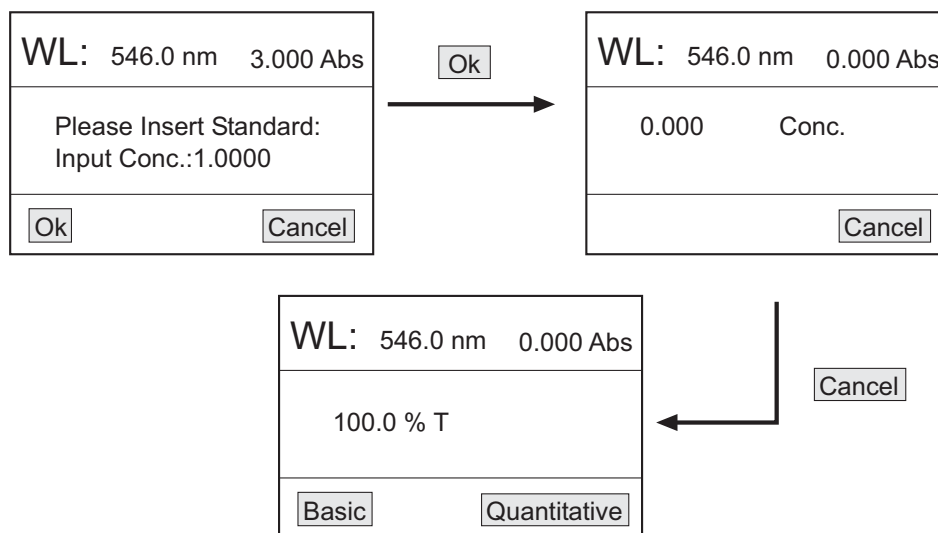 WL: 546.0 nm 3.000 Abs
Please Insert Standard:
Input Conc.:1.0000
Ok Cancel
Ok
WL: 546.0 nm 0.000 Abs
0.000 Conc.
Cancel
Cancel
WL: 546.0 nm 0.000 Abs
100.0 % T
Basic Quantitative